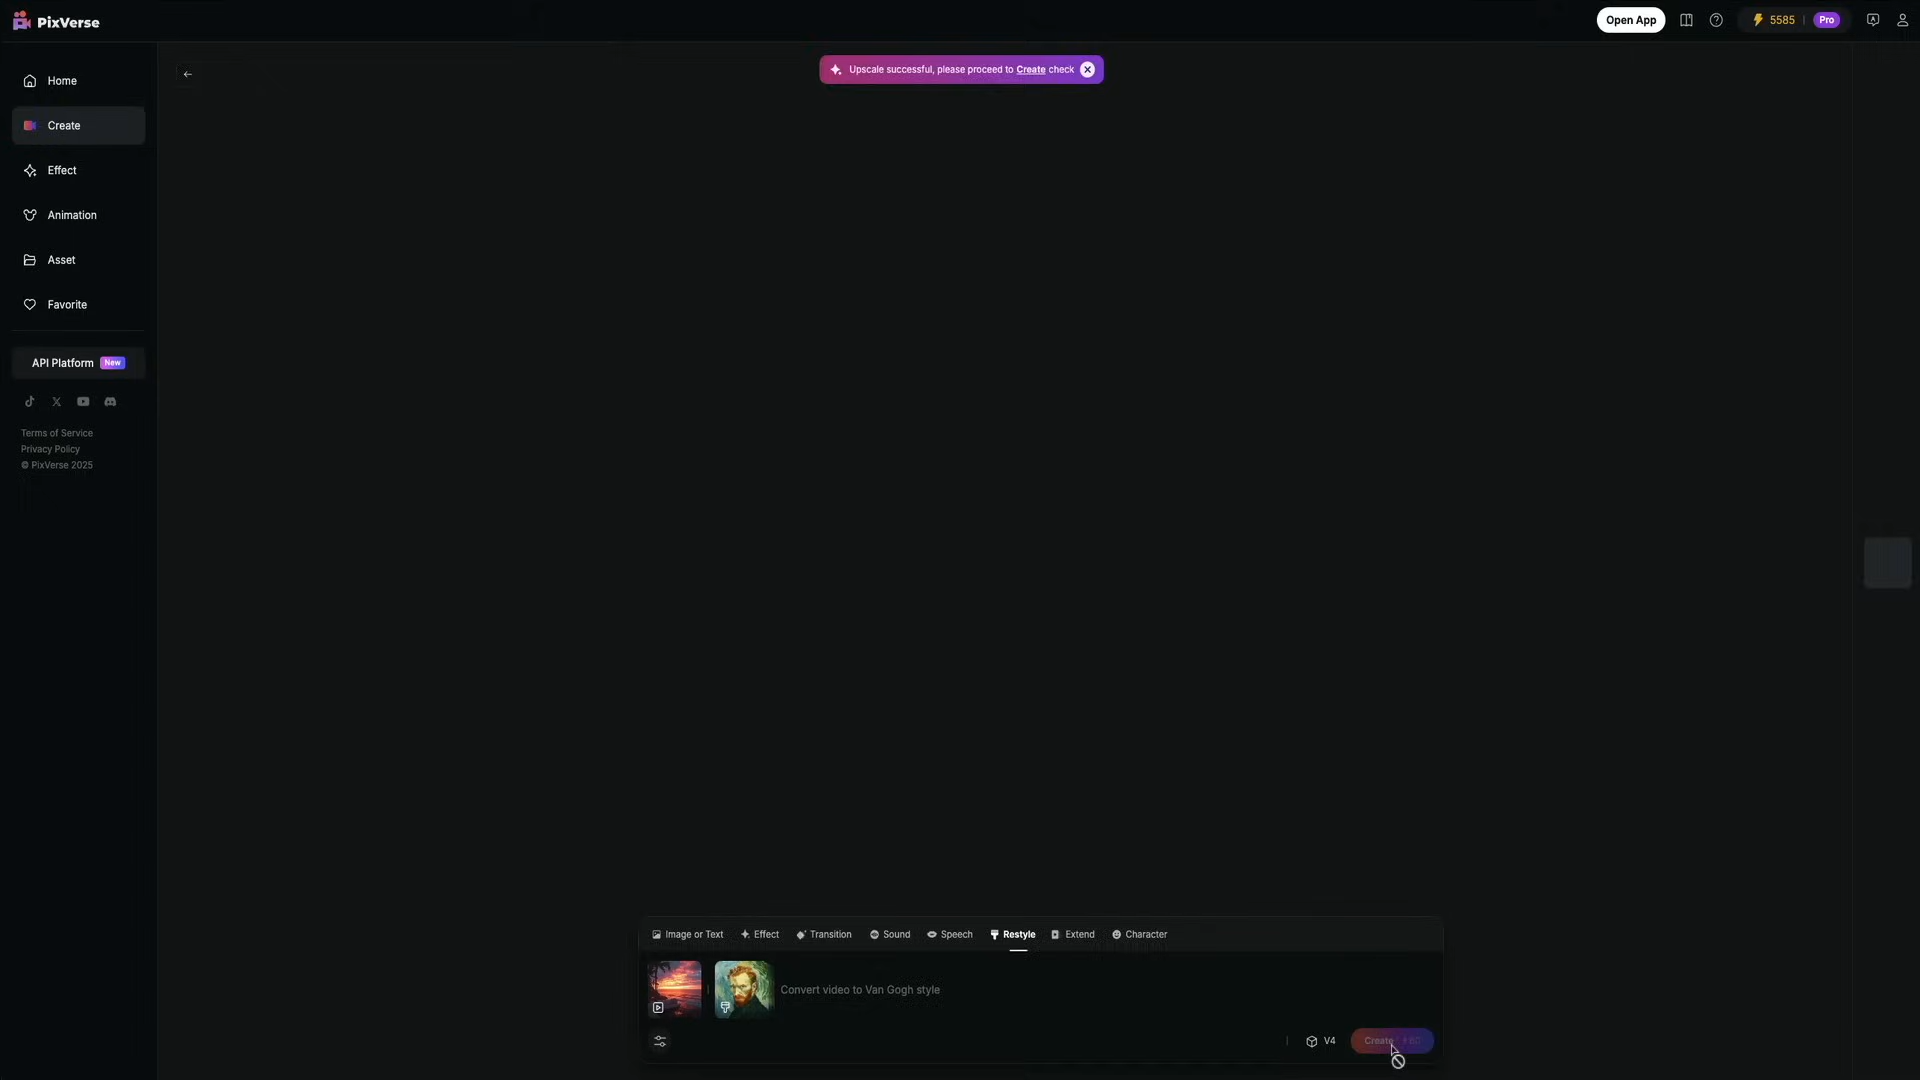 PixVerse
Open App
5585
Pro
Upscale successful, please proceed to Create check
Home
Create
Effect
Animation
Asset
Favorite
API Platform New
Terms of Service
Privacy Policy
© PixVerse 2025
Image or Text Effect Transition Sound Speech Restyle Extend Character
Convert video to Van Gogh style
V4
Create